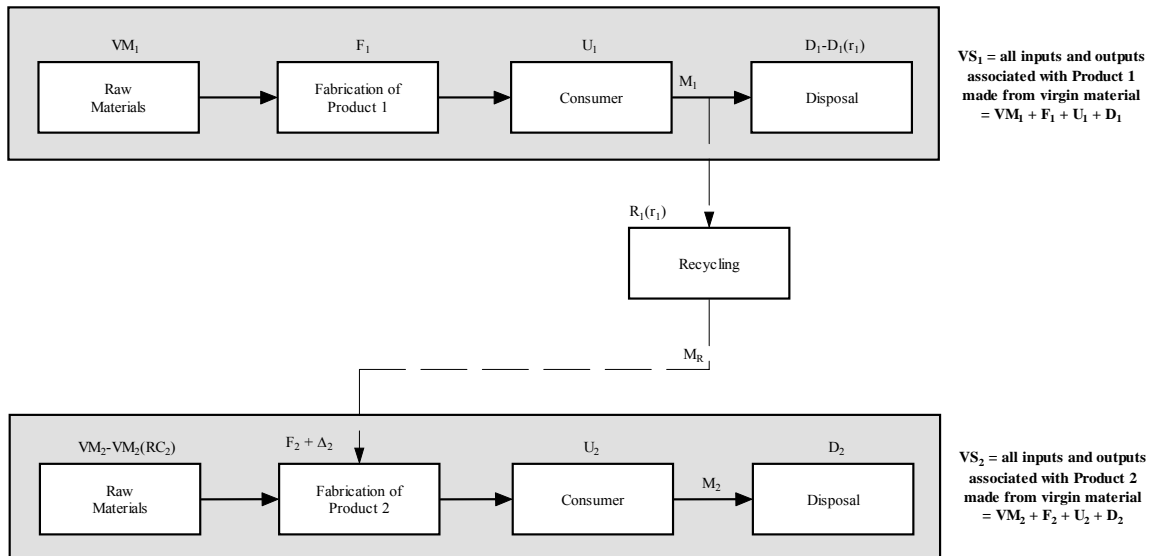 VM₁
F₁
U₁
D₁-D₁(r₁)
Raw
Materials
Fabrication of
Product 1
Consumer
M₁
Disposal
VS₁ = all inputs and outputs
associated with Product 1
made from virgin material
= VM₁ + F₁ + U₁ + D₁
R₁(r₁)
Recycling
M_R
VM₂-VM₂(RC₂)
F₂ + Δ₂
U₂
D₂
Raw
Materials
Fabrication of
Product 2
Consumer
M₂
Disposal
VS₂ = all inputs and outputs
associated with Product 2
made from virgin material
= VM₂ + F₂ + U₂ + D₂